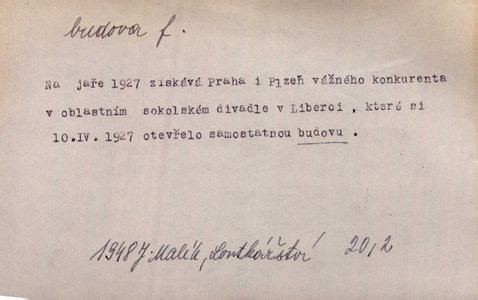 budova f.
Na jaře 1927 získává Praha i Plzeň vážného konkurenta
v oblastním sokolském divadle v Liberci, které si
10.IV. 1927 otevřelo samostatnou budovu .
1948 J. Malík, Loutkářství 20,2